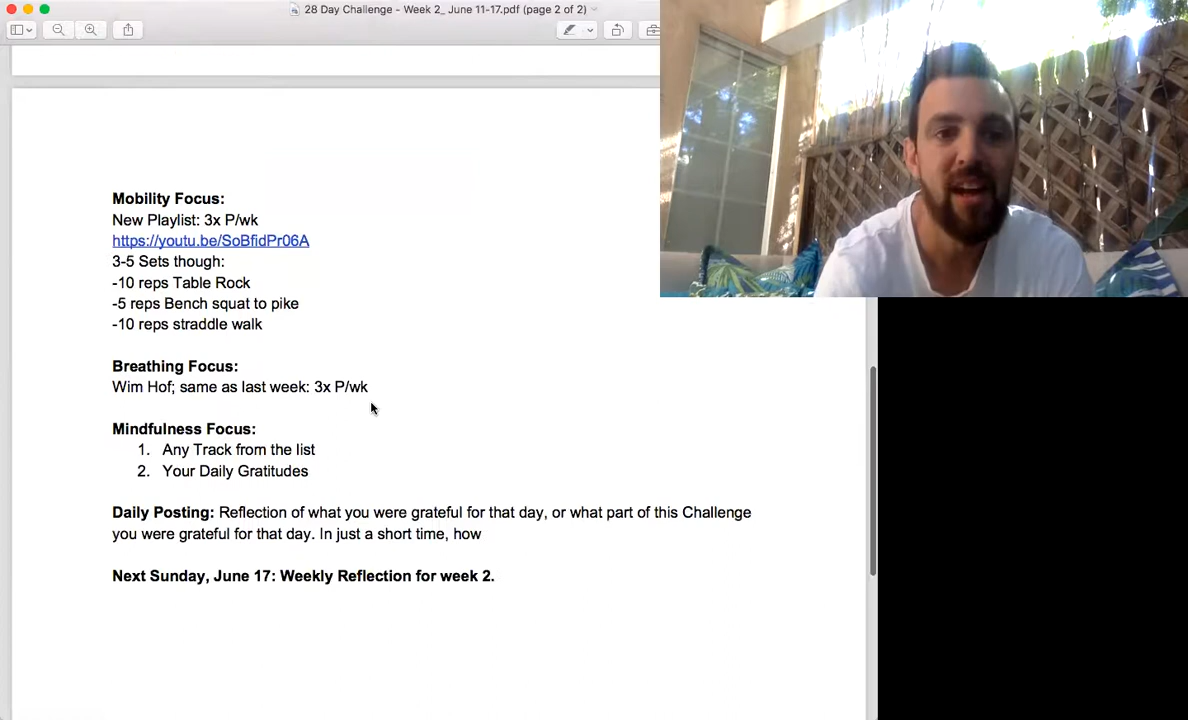 28 Day Challenge - Week 2_ June 11-17.pdf (page 2 of 2)
Mobility Focus:
New Playlist: 3x P/wk
https://youtu.be/SoBfidPr06A
3-5 Sets though:
-10 reps Table Rock
-5 reps Bench squat to pike
-10 reps straddle walk
Breathing Focus:
Wim Hof; same as last week: 3x P/wk
Mindfulness Focus:
1. Any Track from the list
2. Your Daily Gratitudes
Daily Posting: Reflection of what you were grateful for that day, or what part of this Challenge
you were grateful for that day. In just a short time, how
Next Sunday, June 17: Weekly Reflection for week 2.